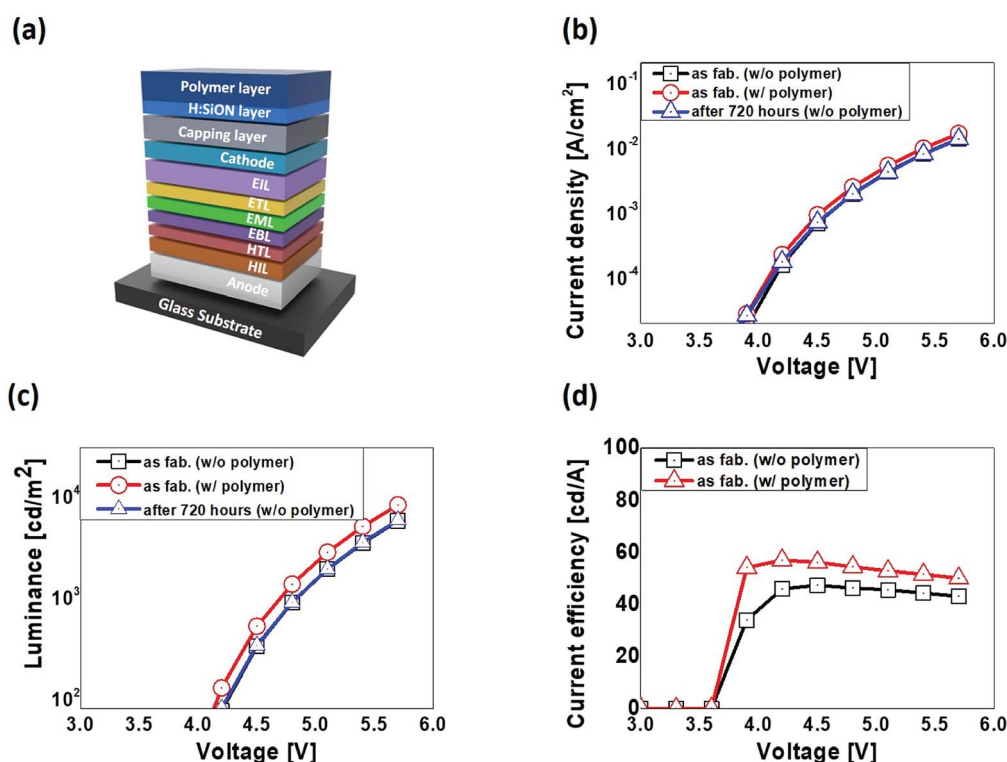 (a)
Polymer layer
H:SiON layer
Capping layer
Cathode
EIL
ETL
EML
EBL
HTL
HIL
Anode
Glass Substrate
(b)
Current density [A/cm²]
10⁻¹
10⁻²
10⁻³
10⁻⁴
as fab. (w/o polymer)
as fab. (w/ polymer)
after 720 hours (w/o polymer)
3.0 3.5 4.0 4.5 5.0 5.5 6.0
Voltage [V]
(c)
Luminance [cd/m²]
10⁴
10³
10²
as fab. (w/o polymer)
as fab. (w/ polymer)
after 720 hours (w/o polymer)
3.0 3.5 4.0 4.5 5.0 5.5 6.0
Voltage [V]
(d)
Current efficiency [cd/A]
100
80
60
40
20
0
as fab. (w/o polymer)
as fab. (w/ polymer)
3.0 3.5 4.0 4.5 5.0 5.5 6.0
Voltage [V]